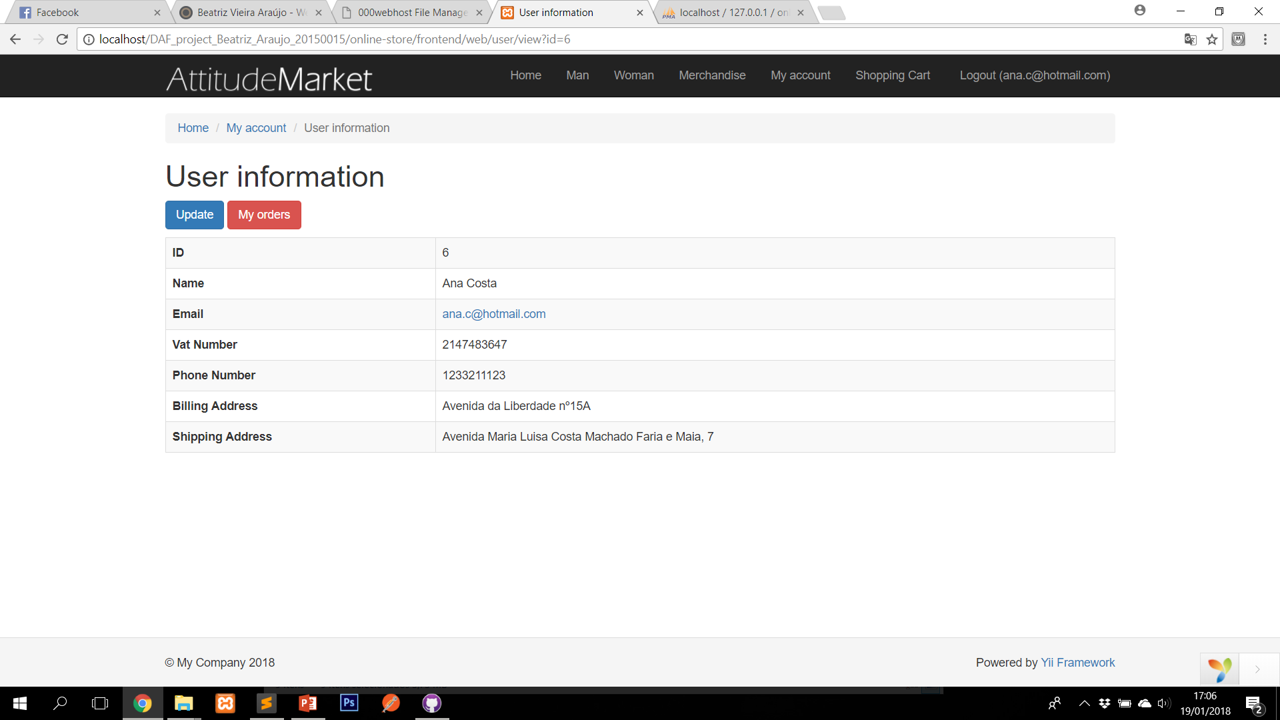 Facebook
Beatriz Vieira Araújo - W
000webhost File Manage
User information
localhost / 127.0.0.1 / on
localhost/DAF_project_Beatriz_Araujo_20150015/online-store/frontend/web/user/view?id=6
AttitudeMarket
Home
Man
Woman
Merchandise
My account
Shopping Cart
Logout (ana.c@hotmail.com)
Home / My account / User information
User information
Update
My orders
ID 6
Name Ana Costa
Email ana.c@hotmail.com
Vat Number 2147483647
Phone Number 1233211123
Billing Address Avenida da Liberdade nº15A
Shipping Address Avenida Maria Luisa Costa Machado Faria e Maia, 7
© My Company 2018
Powered by Yii Framework
17:06
19/01/2018
2